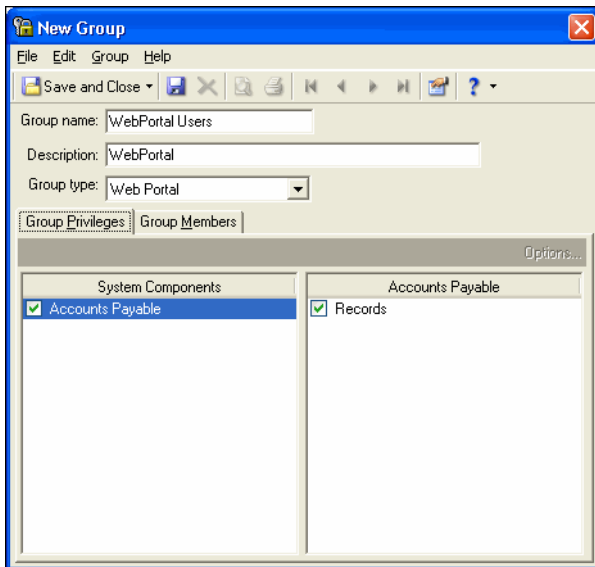 New Group
File Edit Group Help
Save and Close ?
Group name: WebPortal Users
Description: WebPortal
Group type: Web Portal
Group Privileges Group Members
Options...
System Components Accounts Payable
Accounts Payable Records